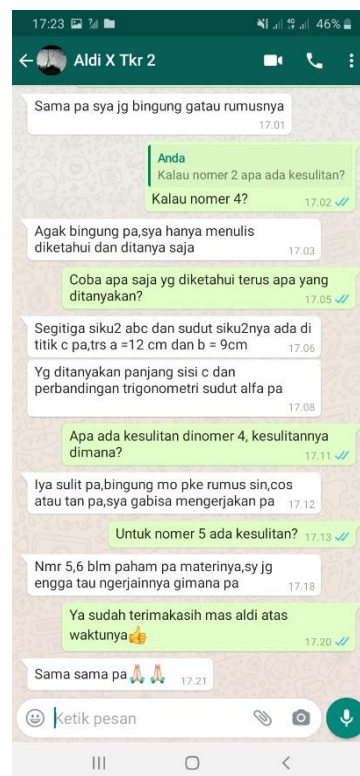 17:23
46%
Aldi X Tkr 2
Sama pa sya jg bingung gatau rumusnya
17.01
Anda
Kalau nomer 2 apa ada kesulitan?
Kalau nomer 4?
17.02
Agak bingung pa,sya hanya menulis
diketahui dan ditanya saja
17.03
Coba apa saja yg diketahui terus apa yang
ditanyakan?
17.05
Segitiga siku2 abc dan sudut siku2nya ada di
titik c pa,trs a =12 cm dan b = 9cm
17.06
Yg ditanyakan panjang sisi c dan
perbandingan trigonometri sudut alfa pa
17.08
Apa ada kesulitan dinomer 4, kesulitannya
dimana?
17.11
Iya sulit pa,bingung mo pke rumus sin,cos
atau tan pa,sya gabisa mengerjakan pa
17.12
Untuk nomer 5 ada kesulitan?
17.13
Nmr 5,6 blm paham pa materinya,sy jg
engga tau ngerjainnya gimana pa
17.18
Ya sudah terimakasih mas aldi atas
waktunya👍
17.20
Sama sama pa🙏🙏
17.21
Ketik pesan